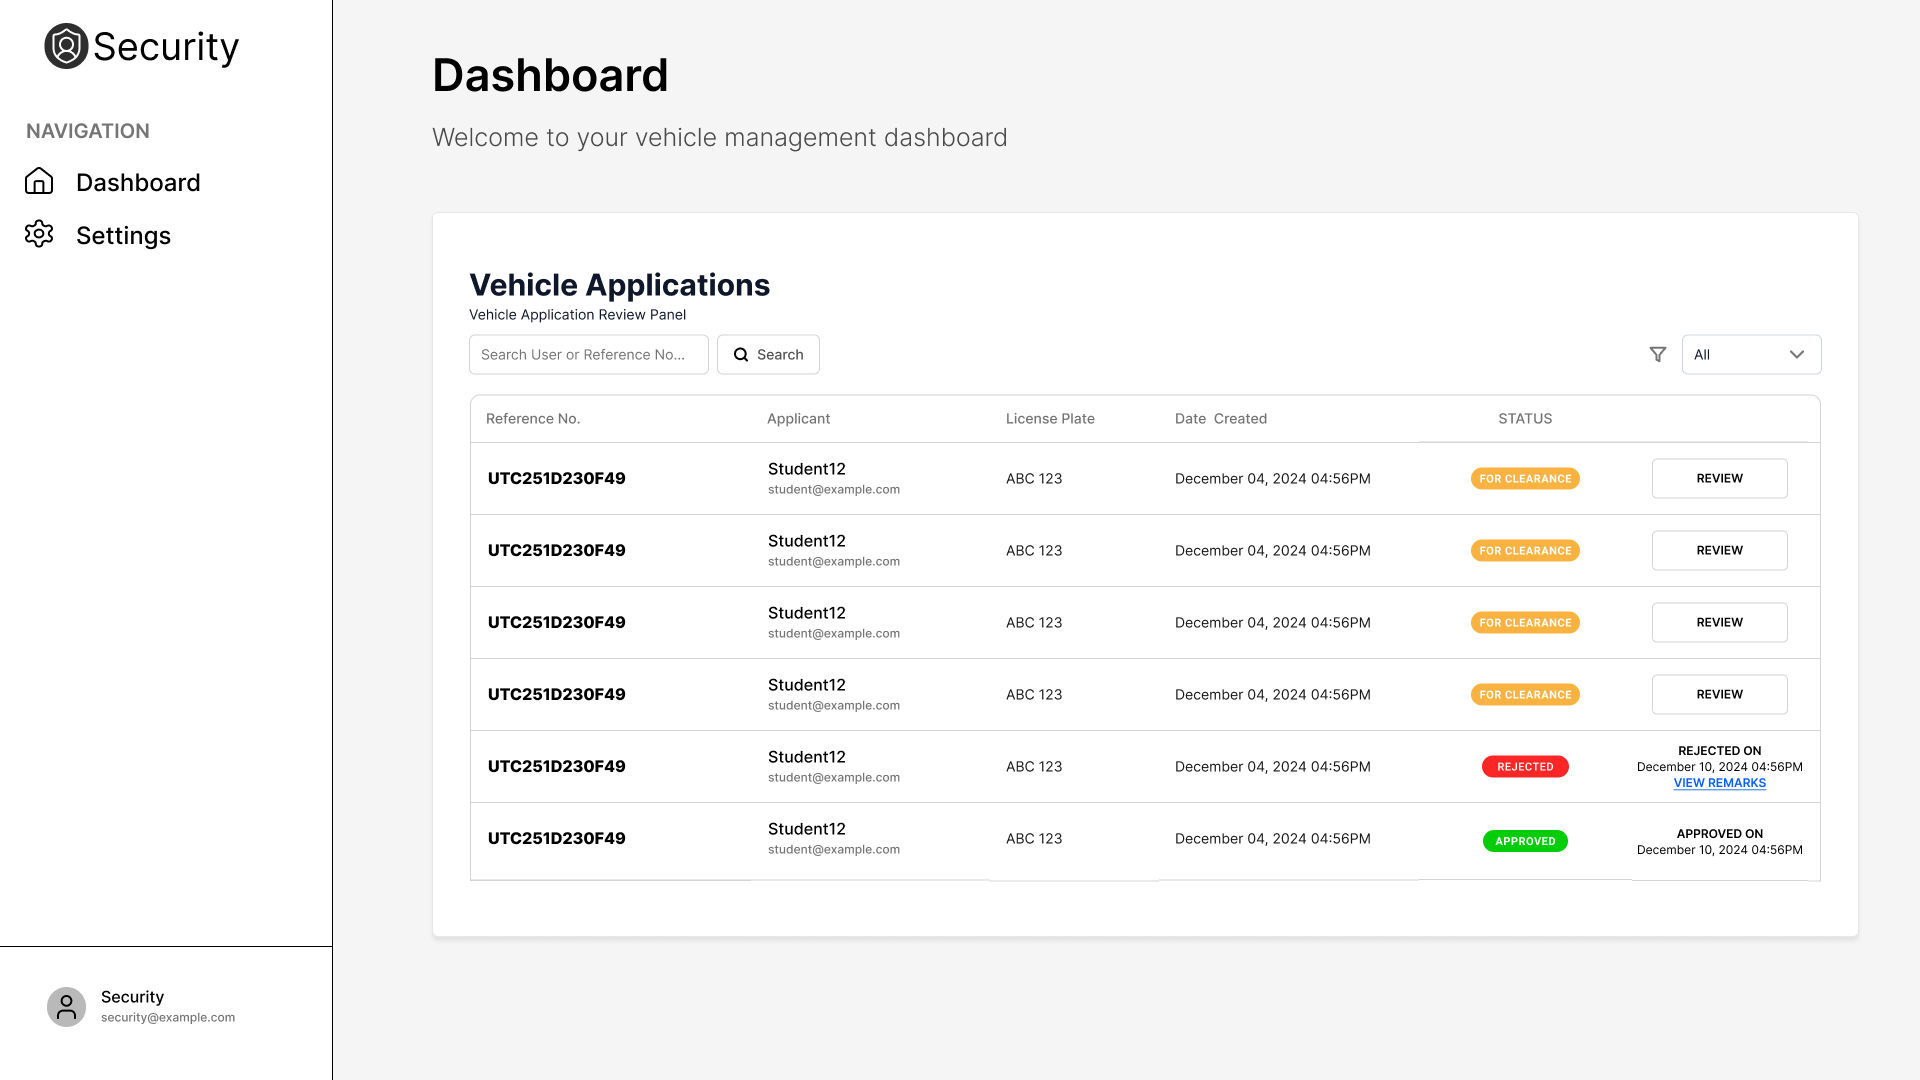 Security
NAVIGATION
Dashboard
Settings
Dashboard
Welcome to your vehicle management dashboard
Vehicle Applications
Vehicle Application Review Panel
Search User or Reference No...
Search
All
Reference No. Applicant License Plate Date Created STATUS
UTC251D230F49 Student12 ABC 123 December 04, 2024 04:56PM FOR CLEARANCE REVIEW
student@example.com
UTC251D230F49 Student12 ABC 123 December 04, 2024 04:56PM FOR CLEARANCE REVIEW
student@example.com
UTC251D230F49 Student12 ABC 123 December 04, 2024 04:56PM FOR CLEARANCE REVIEW
student@example.com
UTC251D230F49 Student12 ABC 123 December 04, 2024 04:56PM FOR CLEARANCE REVIEW
student@example.com
UTC251D230F49 Student12 ABC 123 December 04, 2024 04:56PM REJECTED REJECTED ON
student@example.com December 10, 2024 04:56PM
VIEW REMARKS
UTC251D230F49 Student12 ABC 123 December 04, 2024 04:56PM APPROVED APPROVED ON
student@example.com December 10, 2024 04:56PM
Security
security@example.com